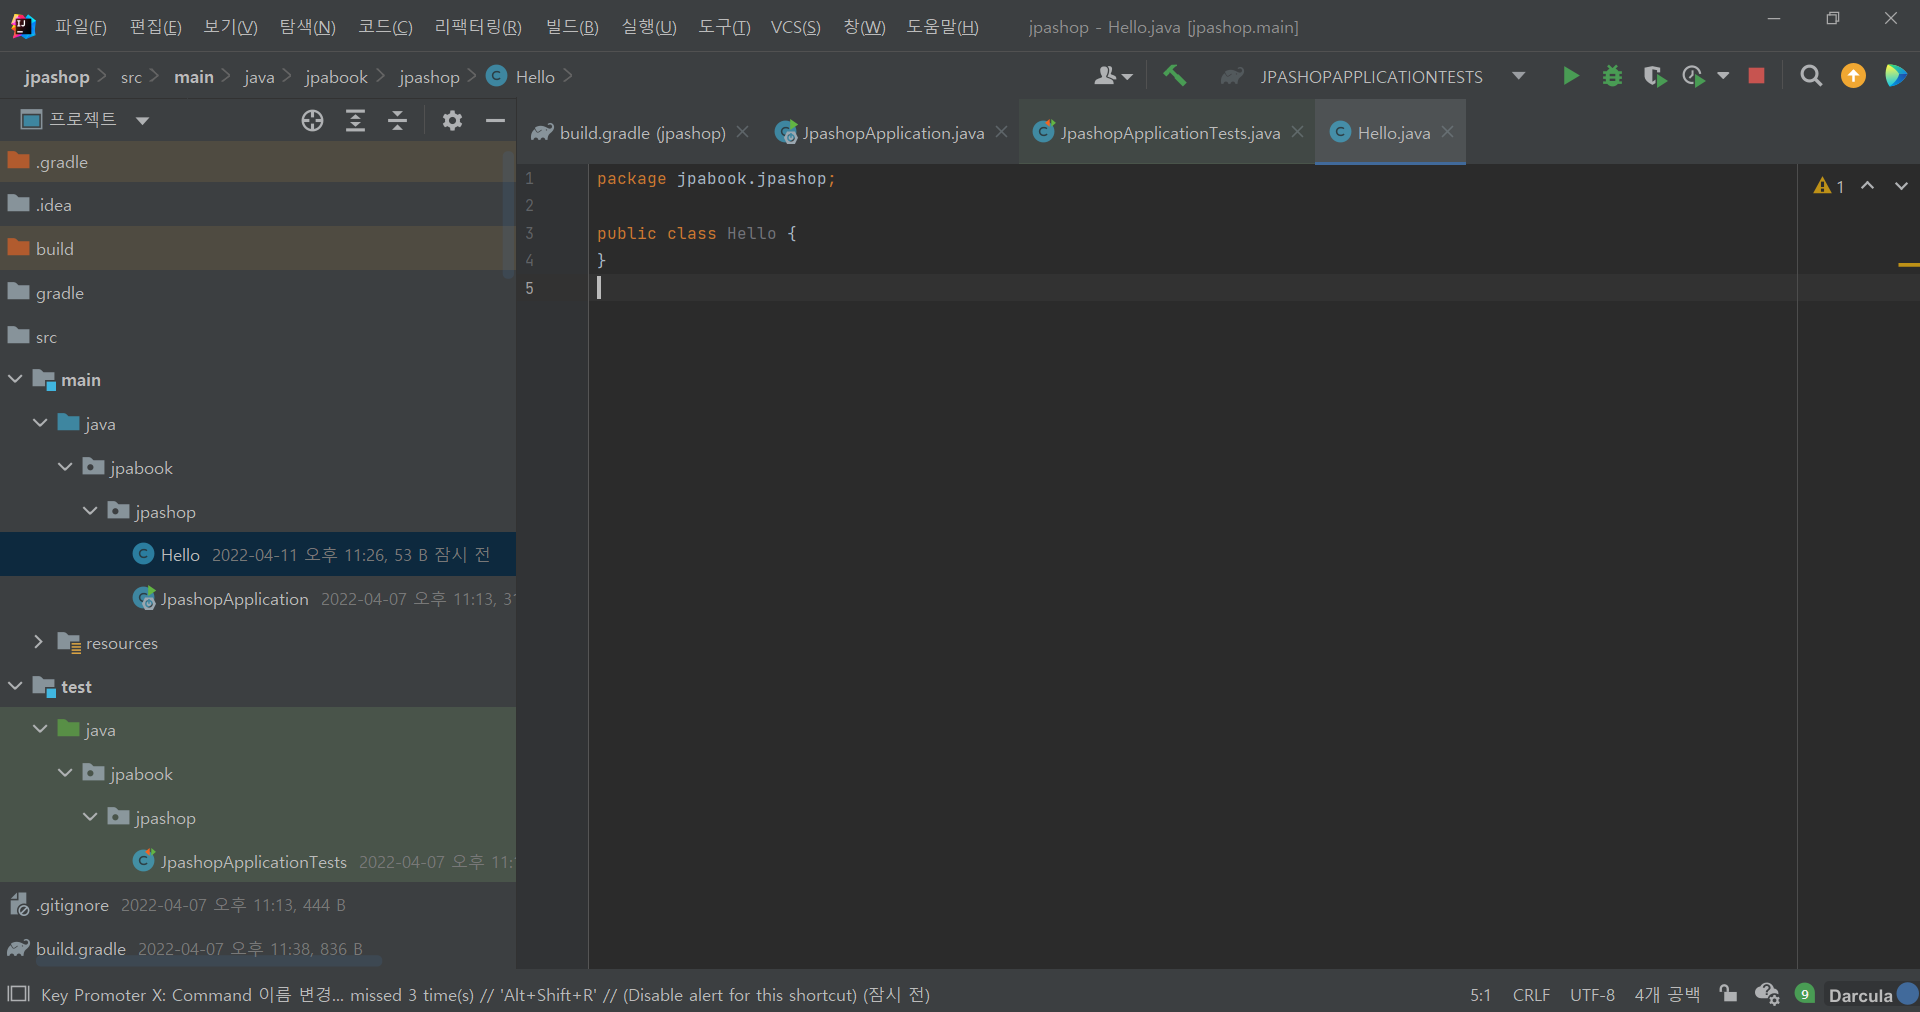 파일(F) 편집(E) 보기(V) 탐색(N) 코드(C) 리팩터링(R) 빌드(B) 실행(U) 도구(T) VCS(S) 창(W) 도움말(H) jpashop - Hello.java [jpashop.main]
jpashop src main java jpabook jpashop Hello JPASHOPAPPLICATIONTESTS
프로젝트
build.gradle (jpashop) JpashopApplication.java JpashopApplicationTests.java Hello.java
.gradle
.idea
build
gradle
src
main
java
jpabook
jpashop
Hello 2022-04-11 오후 11:26, 53 B 잠시 전
JpashopApplication 2022-04-07 오후 11:13, 31
resources
test
java
jpabook
jpashop
JpashopApplicationTests 2022-04-07 오후 11:
.gitignore 2022-04-07 오후 11:13, 444 B
build.gradle 2022-04-07 오후 11:38, 836 B
1 package jpabook.jpashop;
2
3 public class Hello {
4 }
5
1
Key Promoter X: Command 이름 변경... missed 3 time(s) // 'Alt+Shift+R' // (Disable alert for this shortcut) (잠시 전)
5:1 CRLF UTF-8 4개 공백 9 Darcula